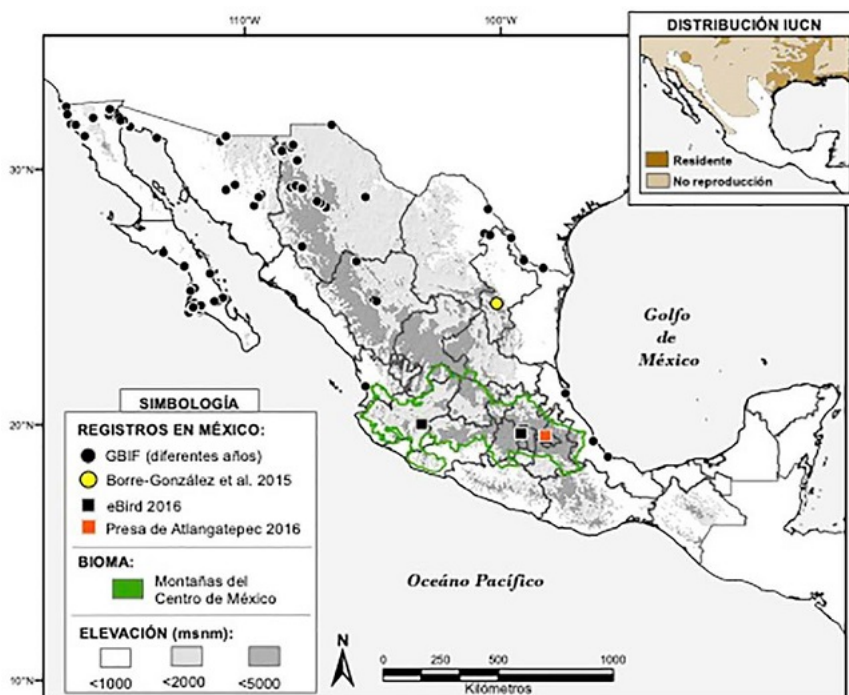 110°W
100°W
DISTRIBUCIÓN IUCN
Residente
No reproducción
30°N
20°N
10°N
Golfo
de
México
Oceáno Pacífico
SIMBOLOGÍA
REGISTROS EN MÉXICO:
GBIF (diferentes años)
Borre-González et al. 2015
eBird 2016
Presa de Atlangatepec 2016
BIOMA:
Montañas del
Centro de México
ELEVACIÓN (msnm):
<1000 <2000 <5000
N
0 250 500 1000
Kilómetros